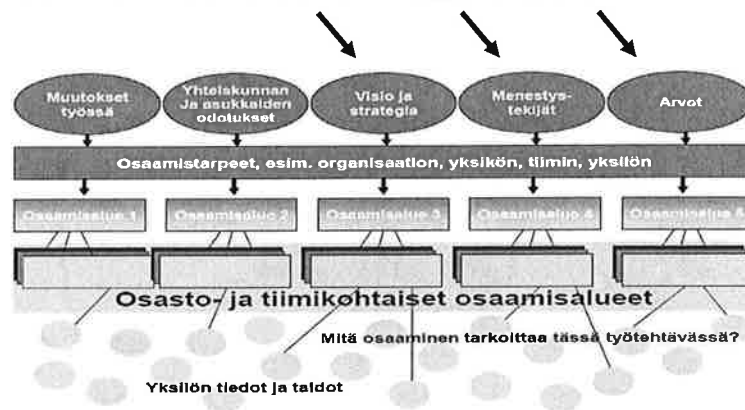 Muutokset
työssä
Yhteiskunnan
Ja asukkaiden
odotukset
Visio ja
strategia
Menestys-
tekijät
Arvot
Osaamistarpeet, esim. organisaation, yksikön, tiimin, yksilön
Osaamisalue 1
Osaamisalue 2
Osaamisalue 3
Osaamisalue 4
Osaamisalue 5
Osasto- ja tiimikohtaiset osaamisalueet
Mitä osaaminen tarkoittaa tässä työtehtävässä?
Yksilön tiedot ja taidot